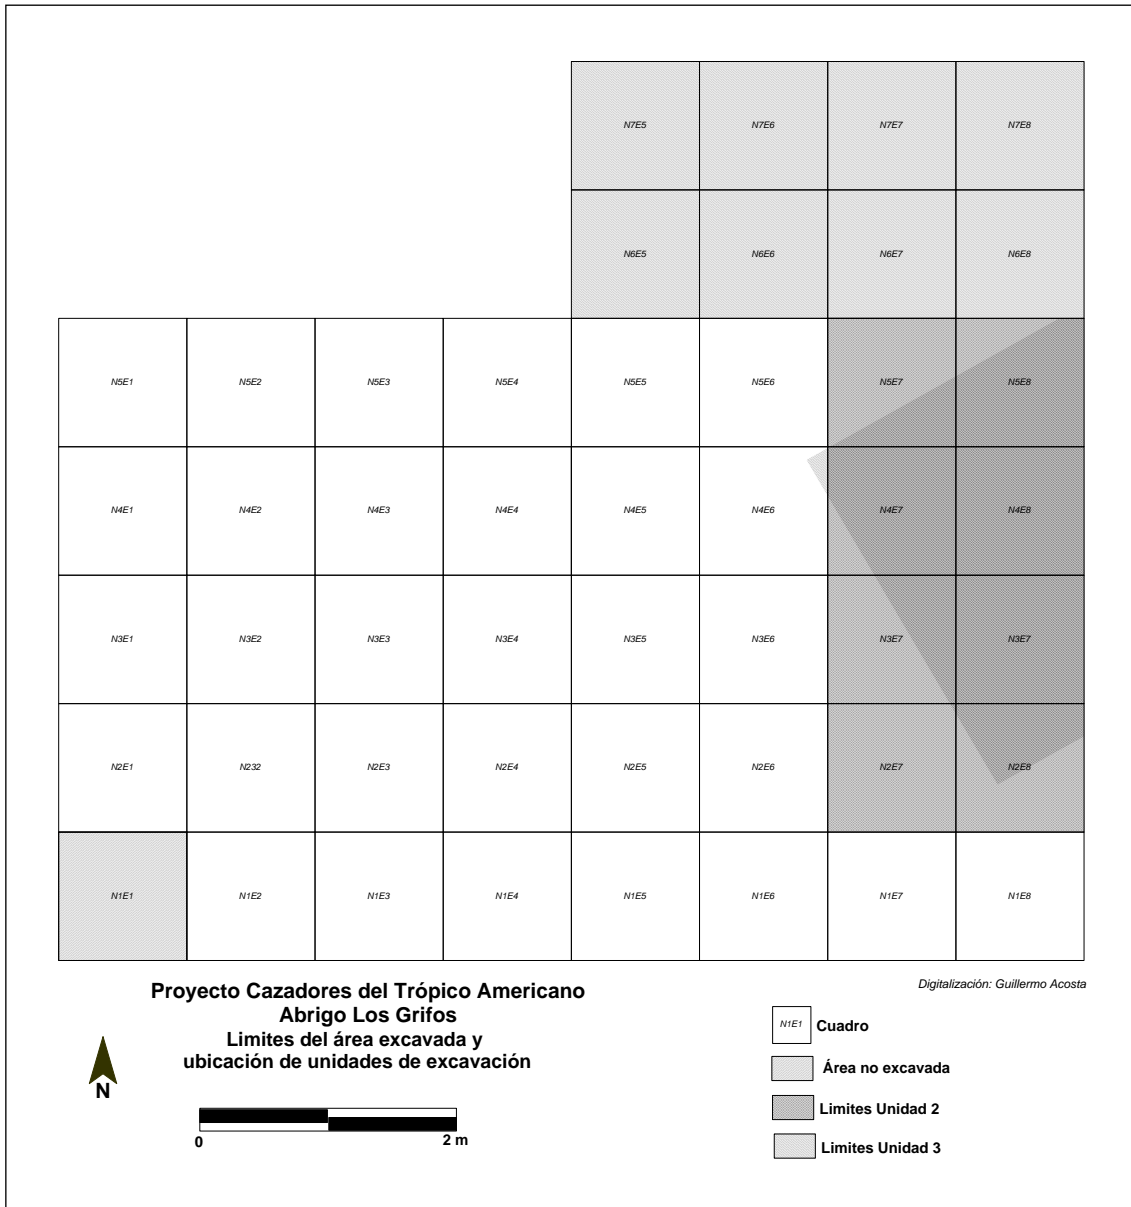 N7E5 N7E6 N7E7 N7E8
N6E5 N6E6 N6E7 N6E8
N5E1 N5E2 N5E3 N5E4 N5E5 N5E6 N5E7 N5E8
N4E1 N4E2 N4E3 N4E4 N4E5 N4E6 N4E7 N4E8
N3E1 N3E2 N3E3 N3E4 N3E5 N3E6 N3E7 N3E7
N2E1 N232 N2E3 N2E4 N2E5 N2E6 N2E7 N2E8
N1E1 N1E2 N1E3 N1E4 N1E5 N1E6 N1E7 N1E8
Digitalización: Guillermo Acosta
Proyecto Cazadores del Trópico Americano
Abrigo Los Grifos
Limites del área excavada y
ubicación de unidades de excavación
N
0 2 m
N1E1 Cuadro
Área no excavada
Limites Unidad 2
Limites Unidad 3